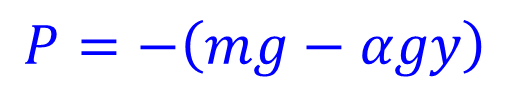 P = −(mg − αgy)